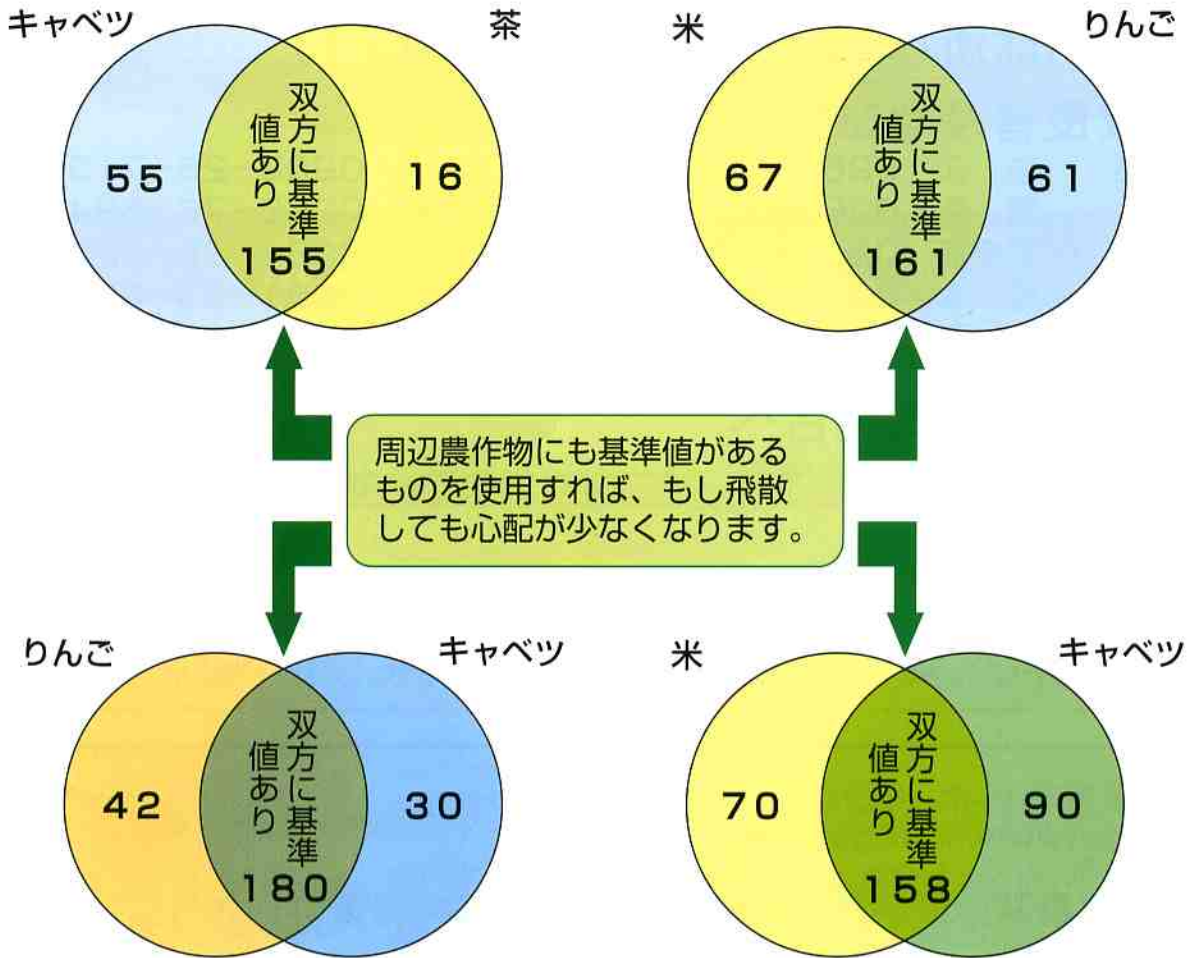 キャベツ
茶
55
双方に基準
値あり
155
16
米
りんご
67
双方に基準
値あり
161
61
周辺農作物にも基準値がある
ものを使用すれば、もし飛散
しても心配が少なくなります。
りんご
キャベツ
42
双方に基準
値あり
180
30
米
キャベツ
70
双方に基準
値あり
158
90